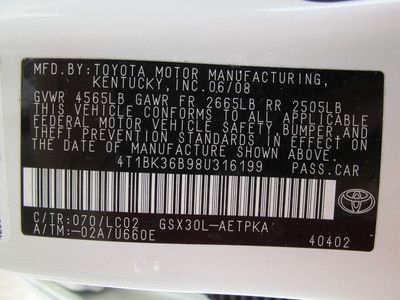 MFD.BY:TOYOTA MOTOR MANUFACTURING,
KENTUCKY,INC.06/08
GVWR 4565LB GAWR FR 2665LB RR 2505LB
THIS VEHICLE CONFORMS TO ALL APPLICABLE
FEDERAL MOTOR VEHICLE SAFETY,BUMPER,AND
THEFT PREVENTION STANDARDS IN EFFECT ON
THE DATE OF MANUFACTURE SHOWN ABOVE.
4T1BK36B98U316199 PASS.CAR
C/TR:070/LC02 GSX30L-AETPKA
A/TM:-02A/U660E
TOYOTA
40402